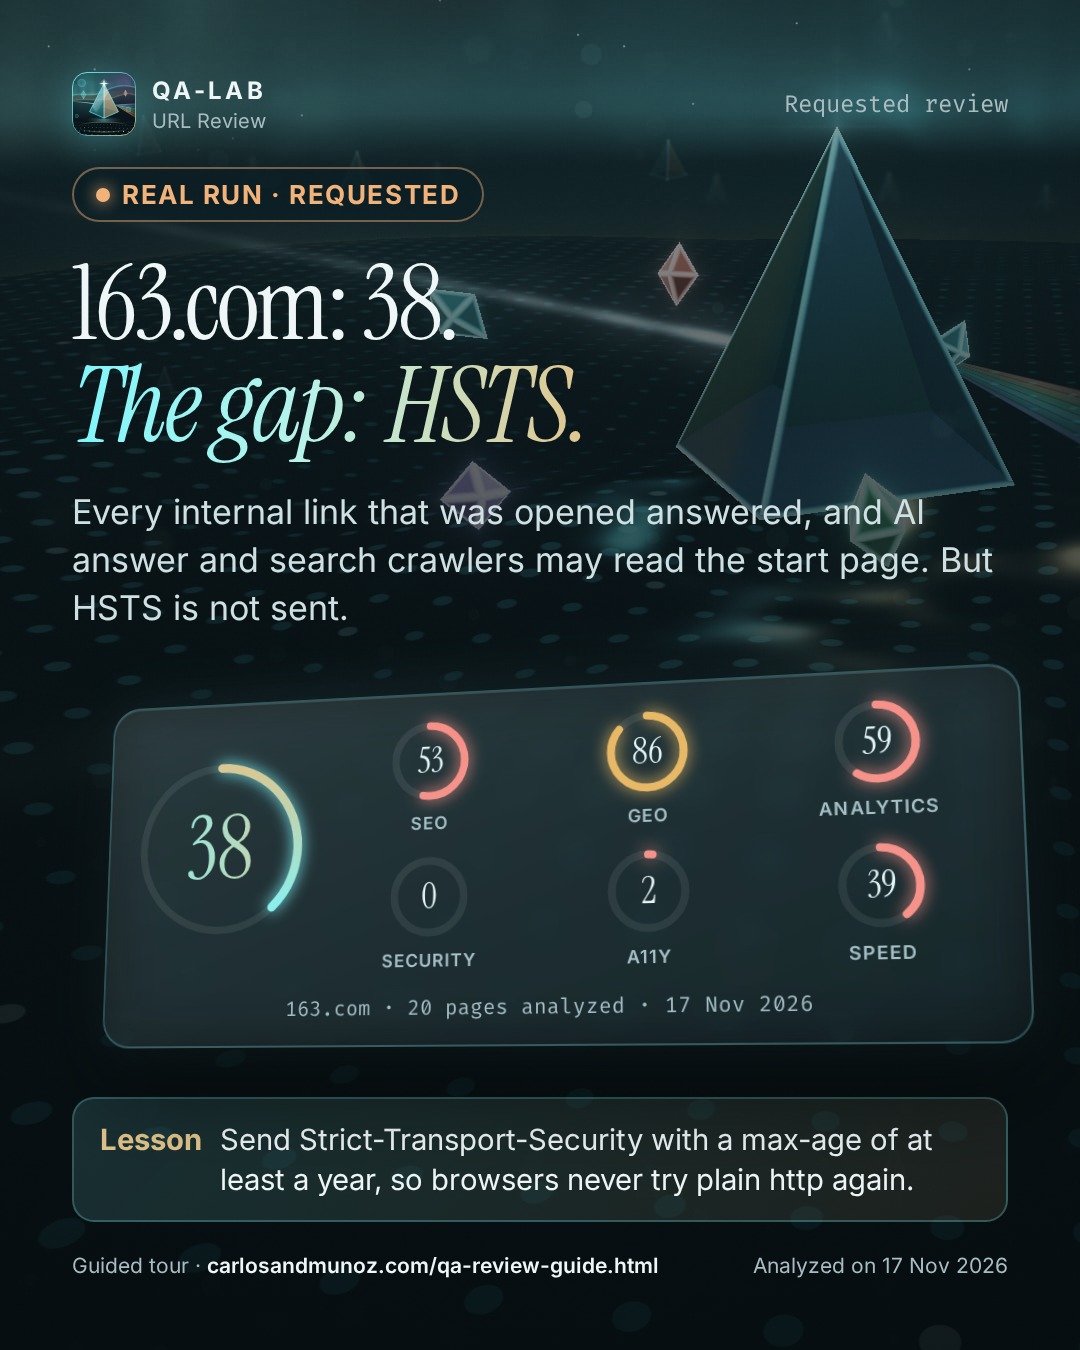 QA-LAB
URL Review
Requested review
REAL RUN · REQUESTED
163.com: 38.
The gap: HSTS.
Every internal link that was opened answered, and AI
answer and search crawlers may read the start page. But
HSTS is not sent.
38
53
SEO
86
GEO
59
ANALYTICS
0
SECURITY
2
A11Y
39
SPEED
163.com · 20 pages analyzed · 17 Nov 2026
Lesson Send Strict-Transport-Security with a max-age of at
least a year, so browsers never try plain http again.
Guided tour · carlosandmunoz.com/qa-review-guide.html
Analyzed on 17 Nov 2026